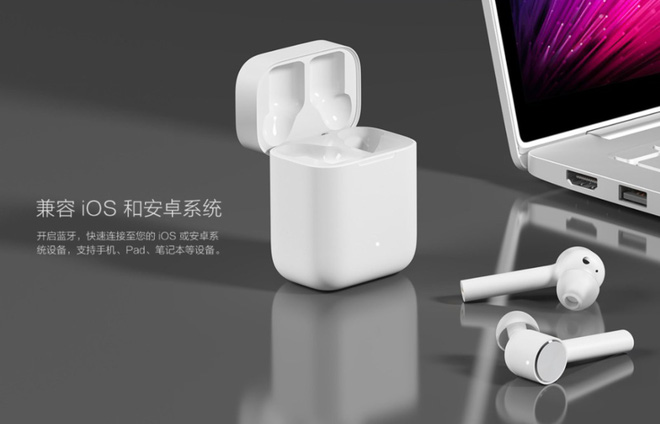 兼容 iOS 和安卓系统
开启蓝牙，快速连接至您的 iOS 或安卓系
统设备，支持手机、Pad、笔记本等设备。